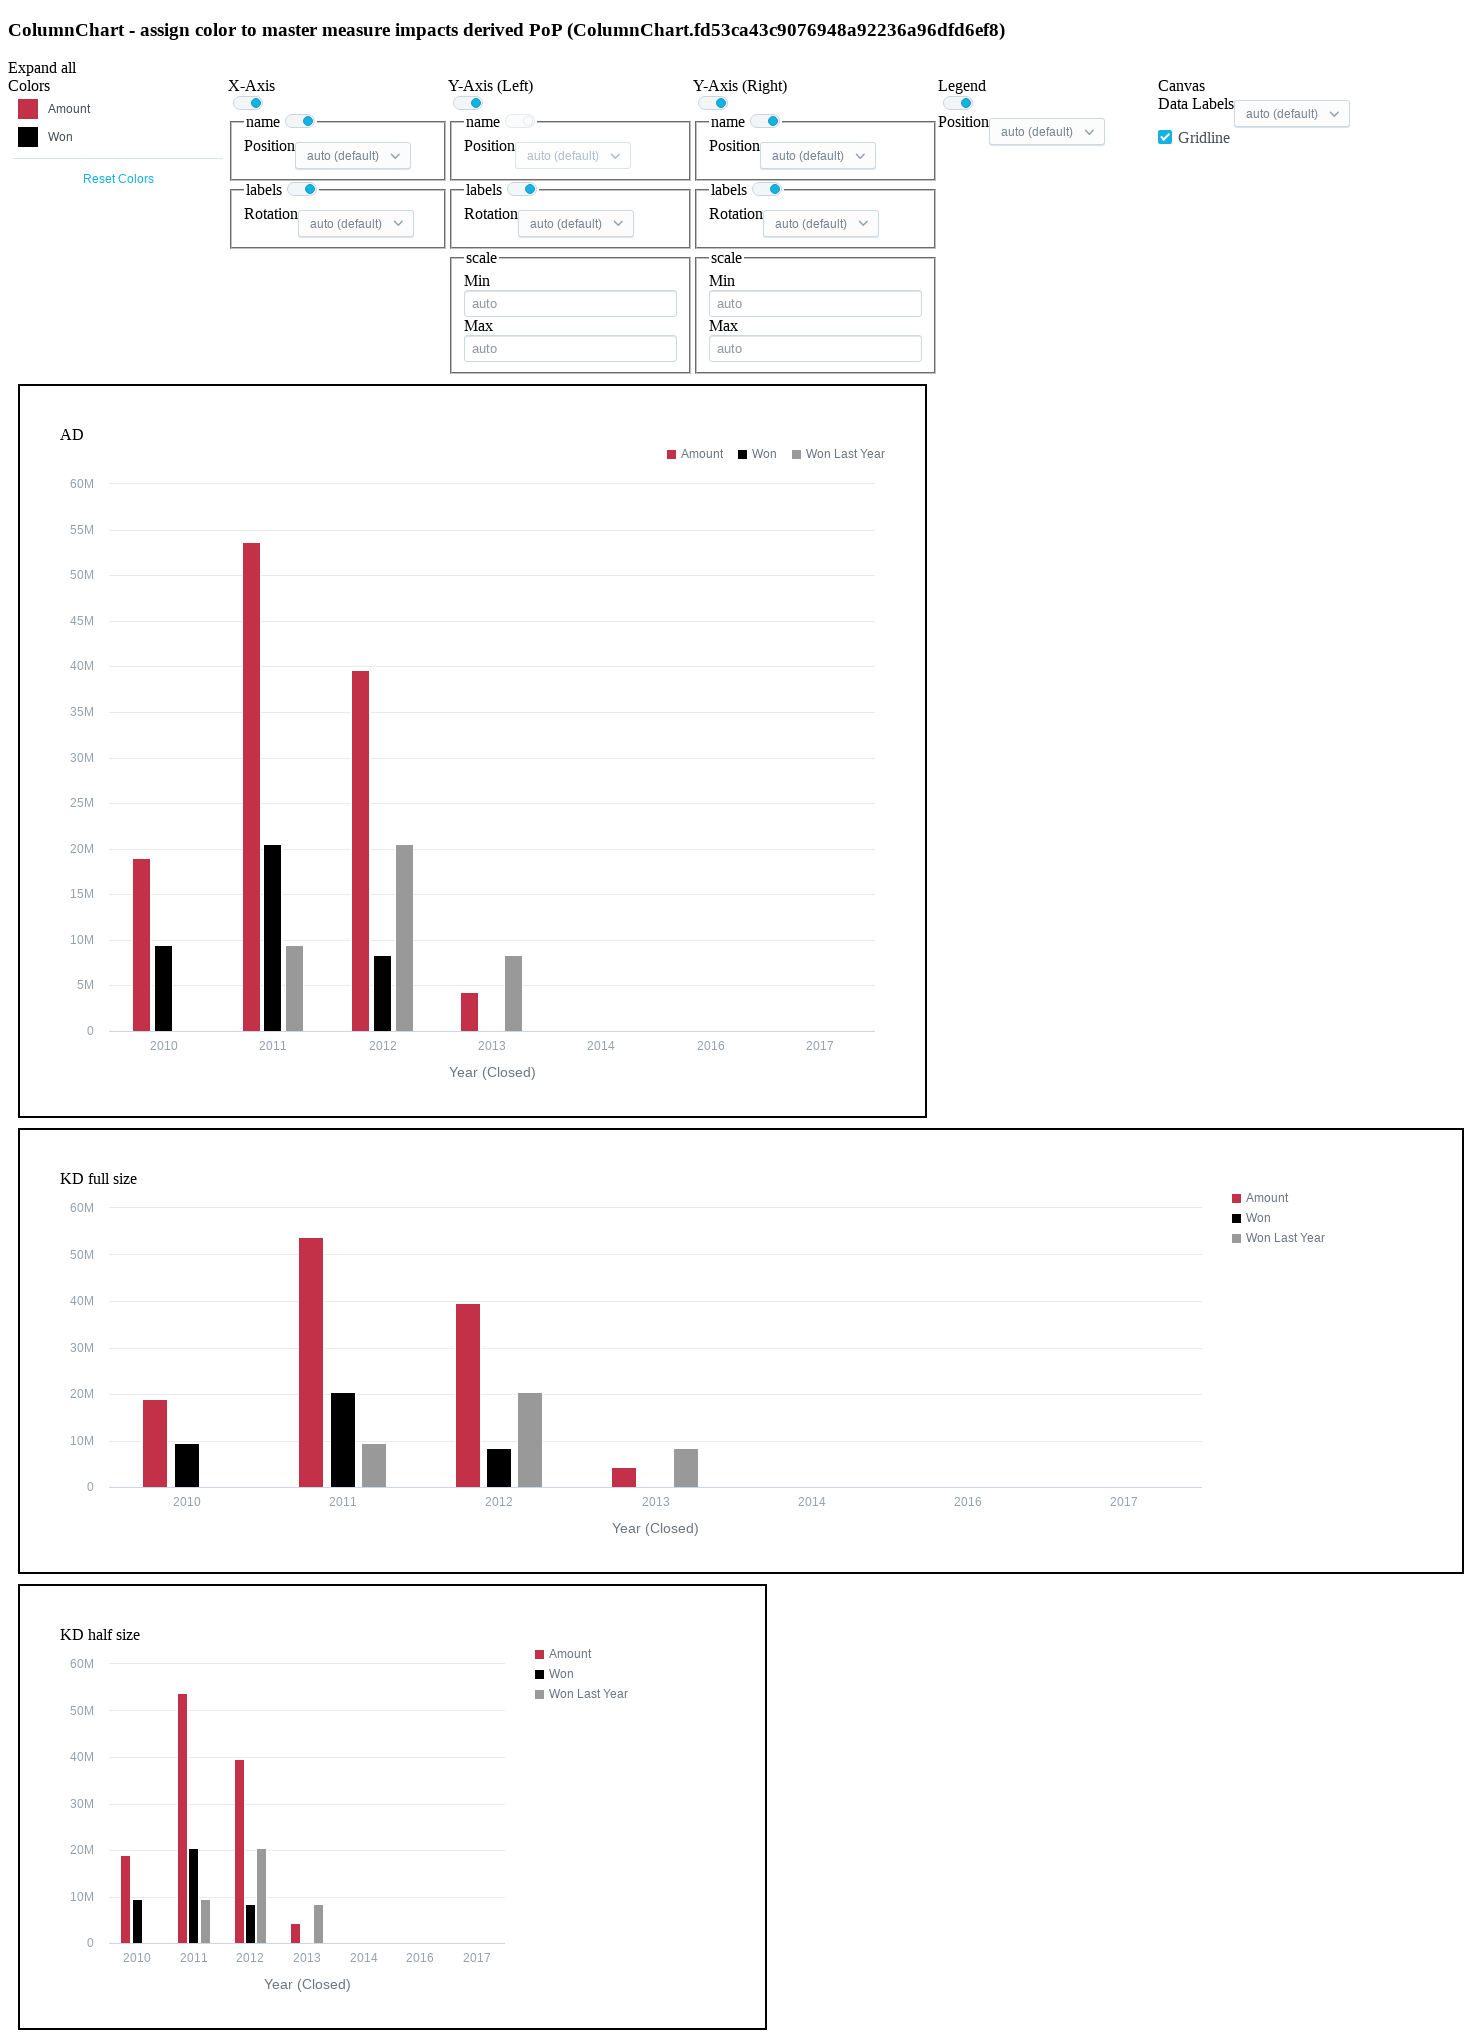 ColumnChart - assign color to master measure impacts derived PoP (ColumnChart.fd53ca43c9076948a92236a96dfd6ef8)
Expand all
Colors
Amount
Won
Reset Colors
X-Axis
name
Position auto (default)
labels
Rotation auto (default)
Y-Axis (Left)
name
Position auto (default)
labels
Rotation auto (default)
scale
Min
auto
Max
auto
Y-Axis (Right)
name
Position auto (default)
labels
Rotation auto (default)
scale
Min
auto
Max
auto
Legend
Position auto (default)
Canvas
Data Labels auto (default)
Gridline
AD
Amount Won Won Last Year
60M
55M
50M
45M
40M
35M
30M
25M
20M
15M
10M
5M
0
2010 2011 2012 2013 2014 2016 2017
Year (Closed)
KD full size
Amount
Won
Won Last Year
60M
50M
40M
30M
20M
10M
0
2010 2011 2012 2013 2014 2016 2017
Year (Closed)
KD half size
Amount
Won
Won Last Year
60M
50M
40M
30M
20M
10M
0
2010 2011 2012 2013 2014 2016 2017
Year (Closed)